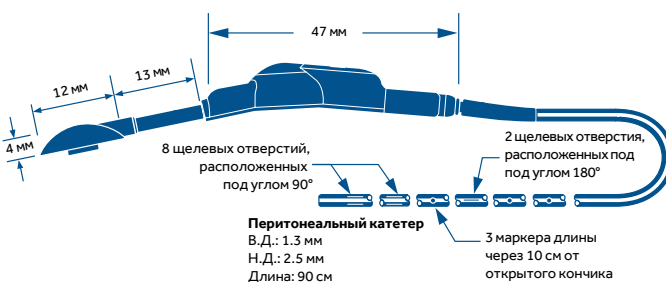 47 мм
12 мм
13 мм
4 мм
8 щелевых отверстий,
расположенных
под углом 90°
2 щелевых отверстия,
расположенных под
под углом 180°
Перитонеальный катетер
В.Д.: 1.3 мм
Н.Д.: 2.5 мм
Длина: 90 см
3 маркера длины
через 10 см от
открытого кончика